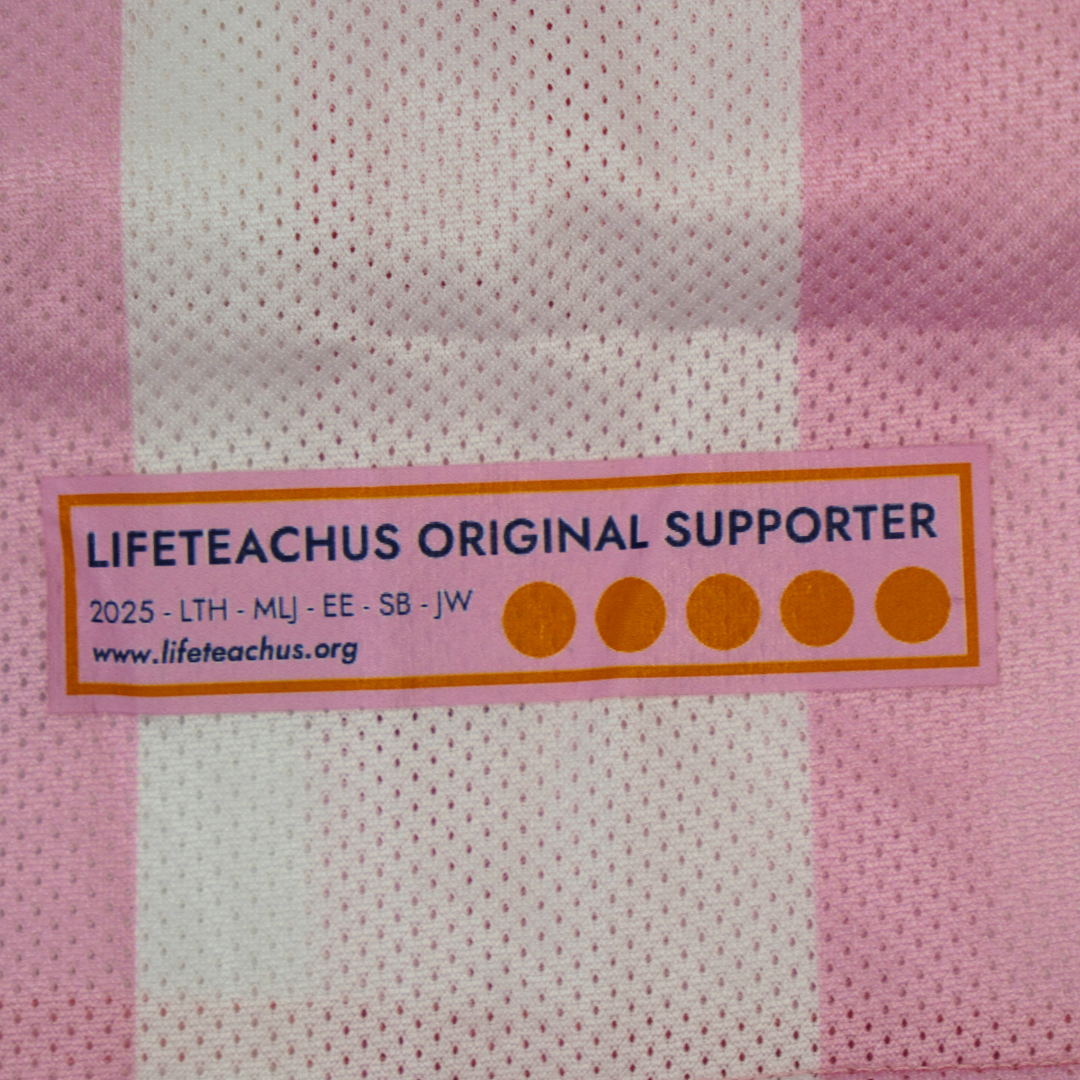 LIFETEACHUS ORIGINAL SUPPORTER
2025 - LTH - MLJ - EE - SB - JW
www.lifeteachus.org